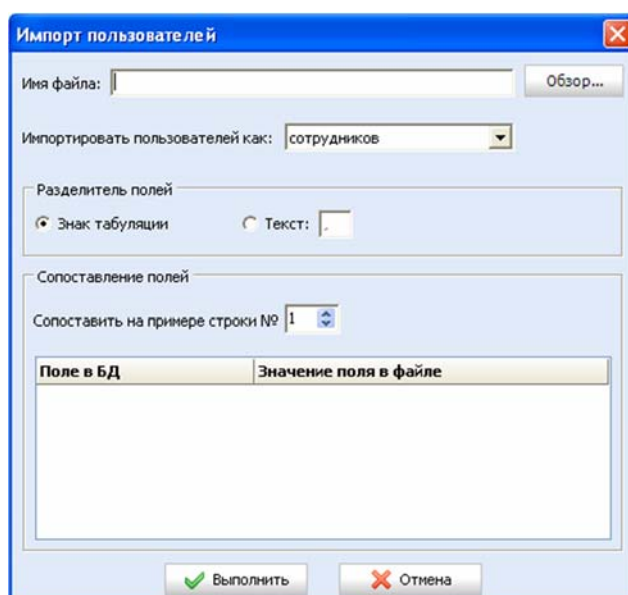 Импорт пользователей
Имя файла: Обзор...
Импортировать пользователей как: сотрудников
Разделитель полей
Знак табуляции Текст: ,
Сопоставление полей
Сопоставить на примере строки № 1
Поле в БД Значение поля в файле
Выполнить Отмена